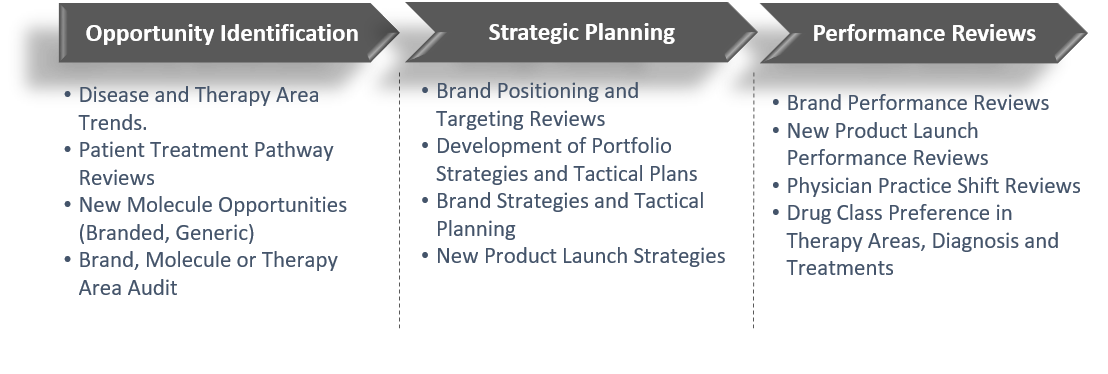 Opportunity Identification
• Disease and Therapy Area
Trends.
• Patient Treatment Pathway
Reviews
• New Molecule Opportunities
(Branded, Generic)
• Brand, Molecule or Therapy
Area Audit
Strategic Planning
• Brand Positioning and
Targeting Reviews
• Development of Portfolio
Strategies and Tactical Plans
• Brand Strategies and Tactical
Planning
• New Product Launch Strategies
Performance Reviews
• Brand Performance Reviews
• New Product Launch
Performance Reviews
• Physician Practice Shift Reviews
• Drug Class Preference in
Therapy Areas, Diagnosis and
Treatments